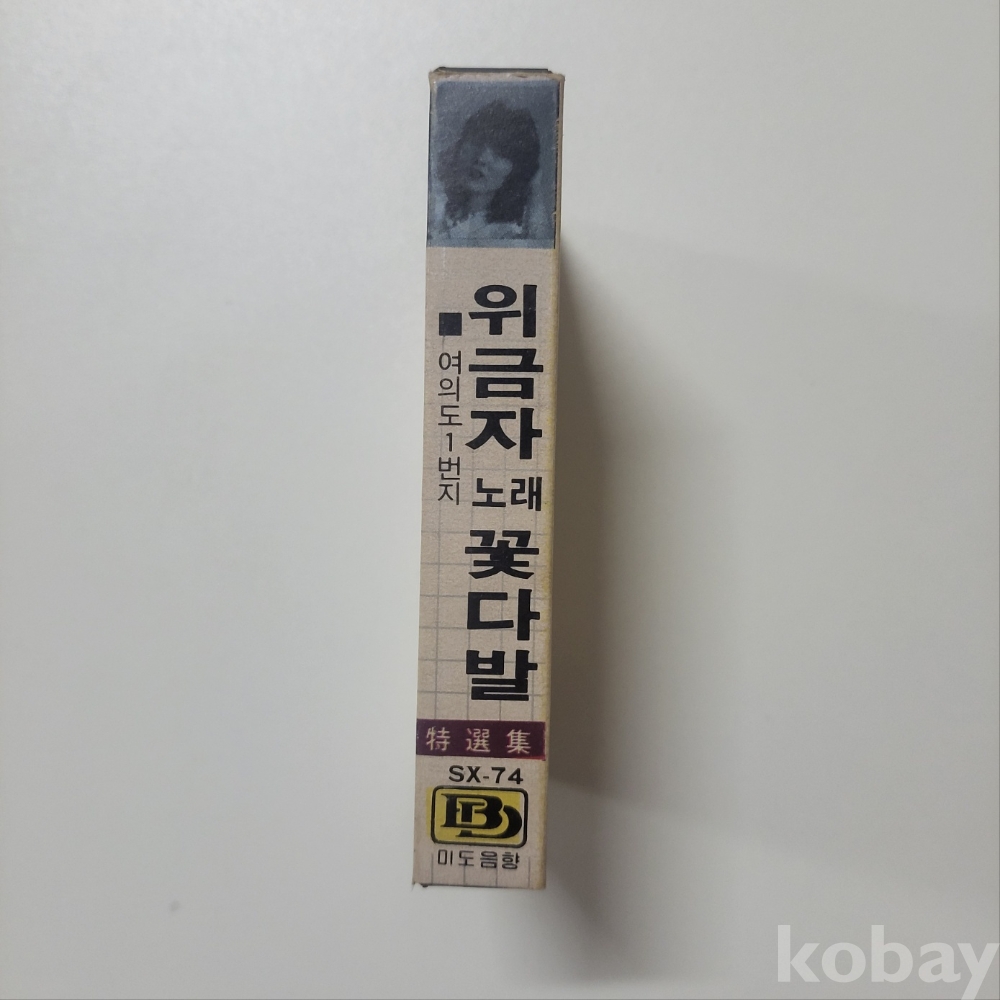 위금자 노래 꽃다발
■여의도1번지
特選集
SX-74
미도음향
kobay